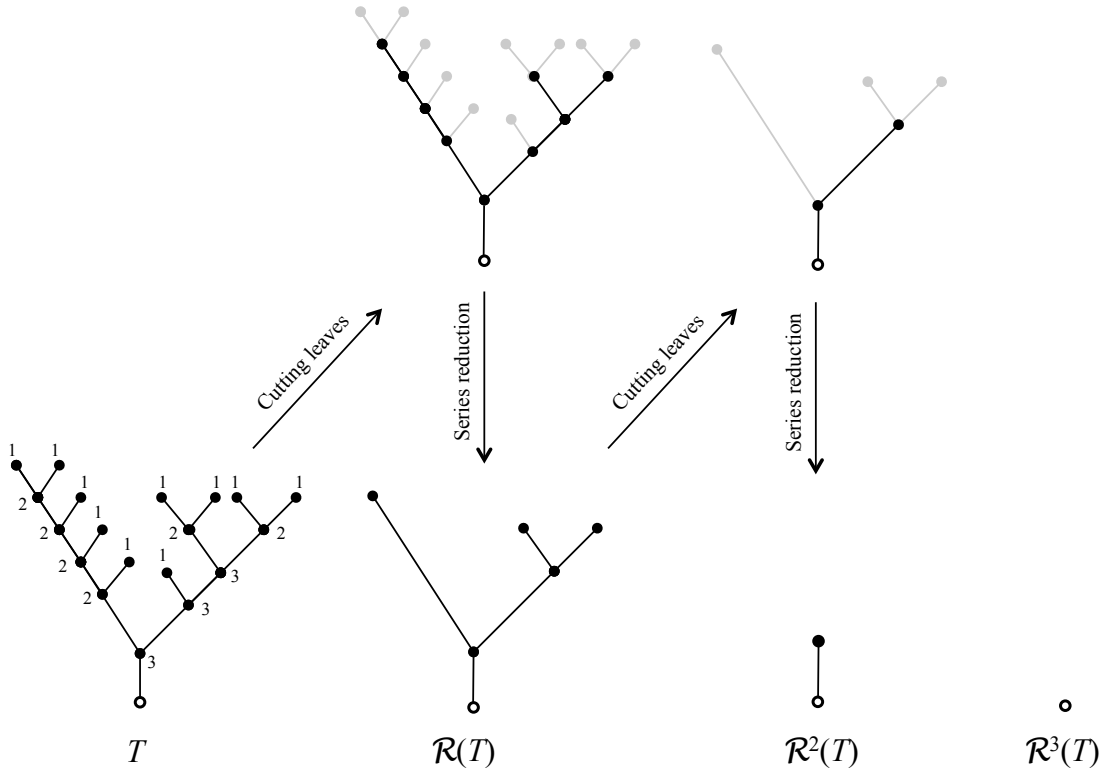 Cutting leaves
Series reduction
Cutting leaves
Series reduction
1 1
2 1 1 1 1 1
2 1 2 2
2 1 1 3
2 3
3
T
R(T)
R²(T)
R³(T)